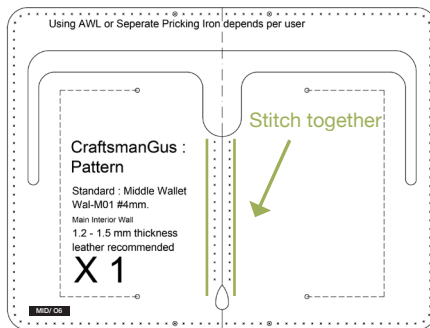 Using AWL or Seperate Pricking Iron depends per user
Stitch together
CraftsmanGus :
Pattern
Standard : Middle Wallet
Wal-M01 #4mm.
Main Interior Wall
1.2 - 1.5 mm thickness
leather recommended
X 1
MID/ O6